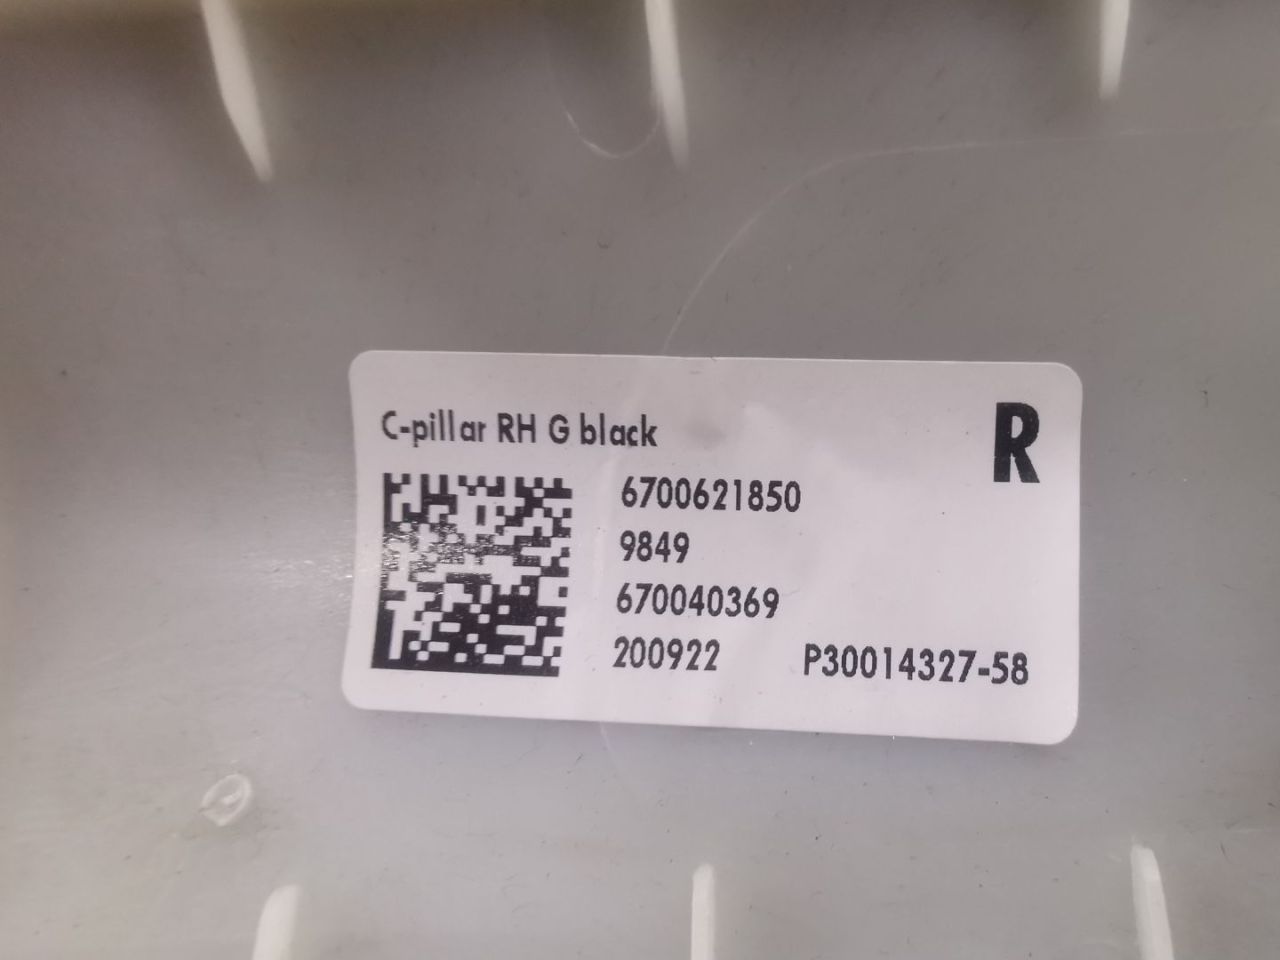 C-pillar RH G black
R
6700621850
9849
670040369
200922 P30014327-58